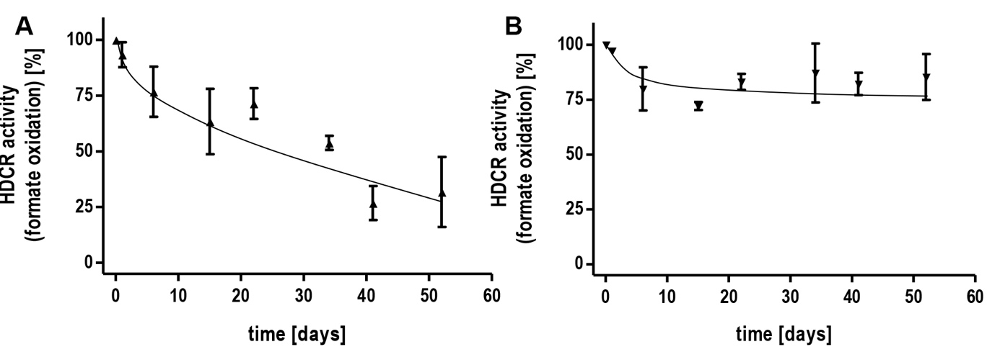 A
HDCR activity
(formate oxidation) [%]
100
75
50
25
0
0 10 20 30 40 50 60
time [days]
B
HDCR activity
(formate oxidation) [%]
100
75
50
25
0
0 10 20 30 40 50 60
time [days]